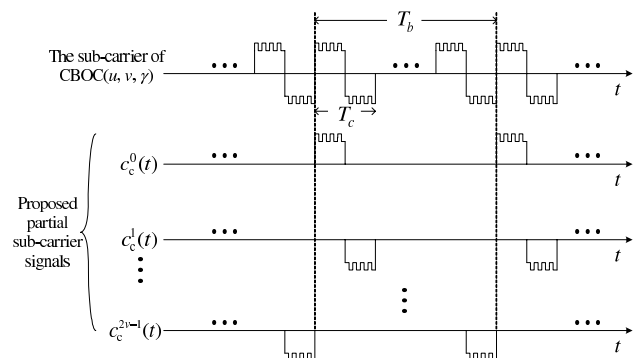 T_b
The sub-carrier of
CBOC(u, v, γ)
• • •
• • •
• • •
t
T_c
c_c^0(t)
• • •
• • •
t
Proposed
partial
sub-carrier
signals
c_c^1(t)
• • •
• • •
t
c_c^{2v−1}(t)
• • •
• • •
t